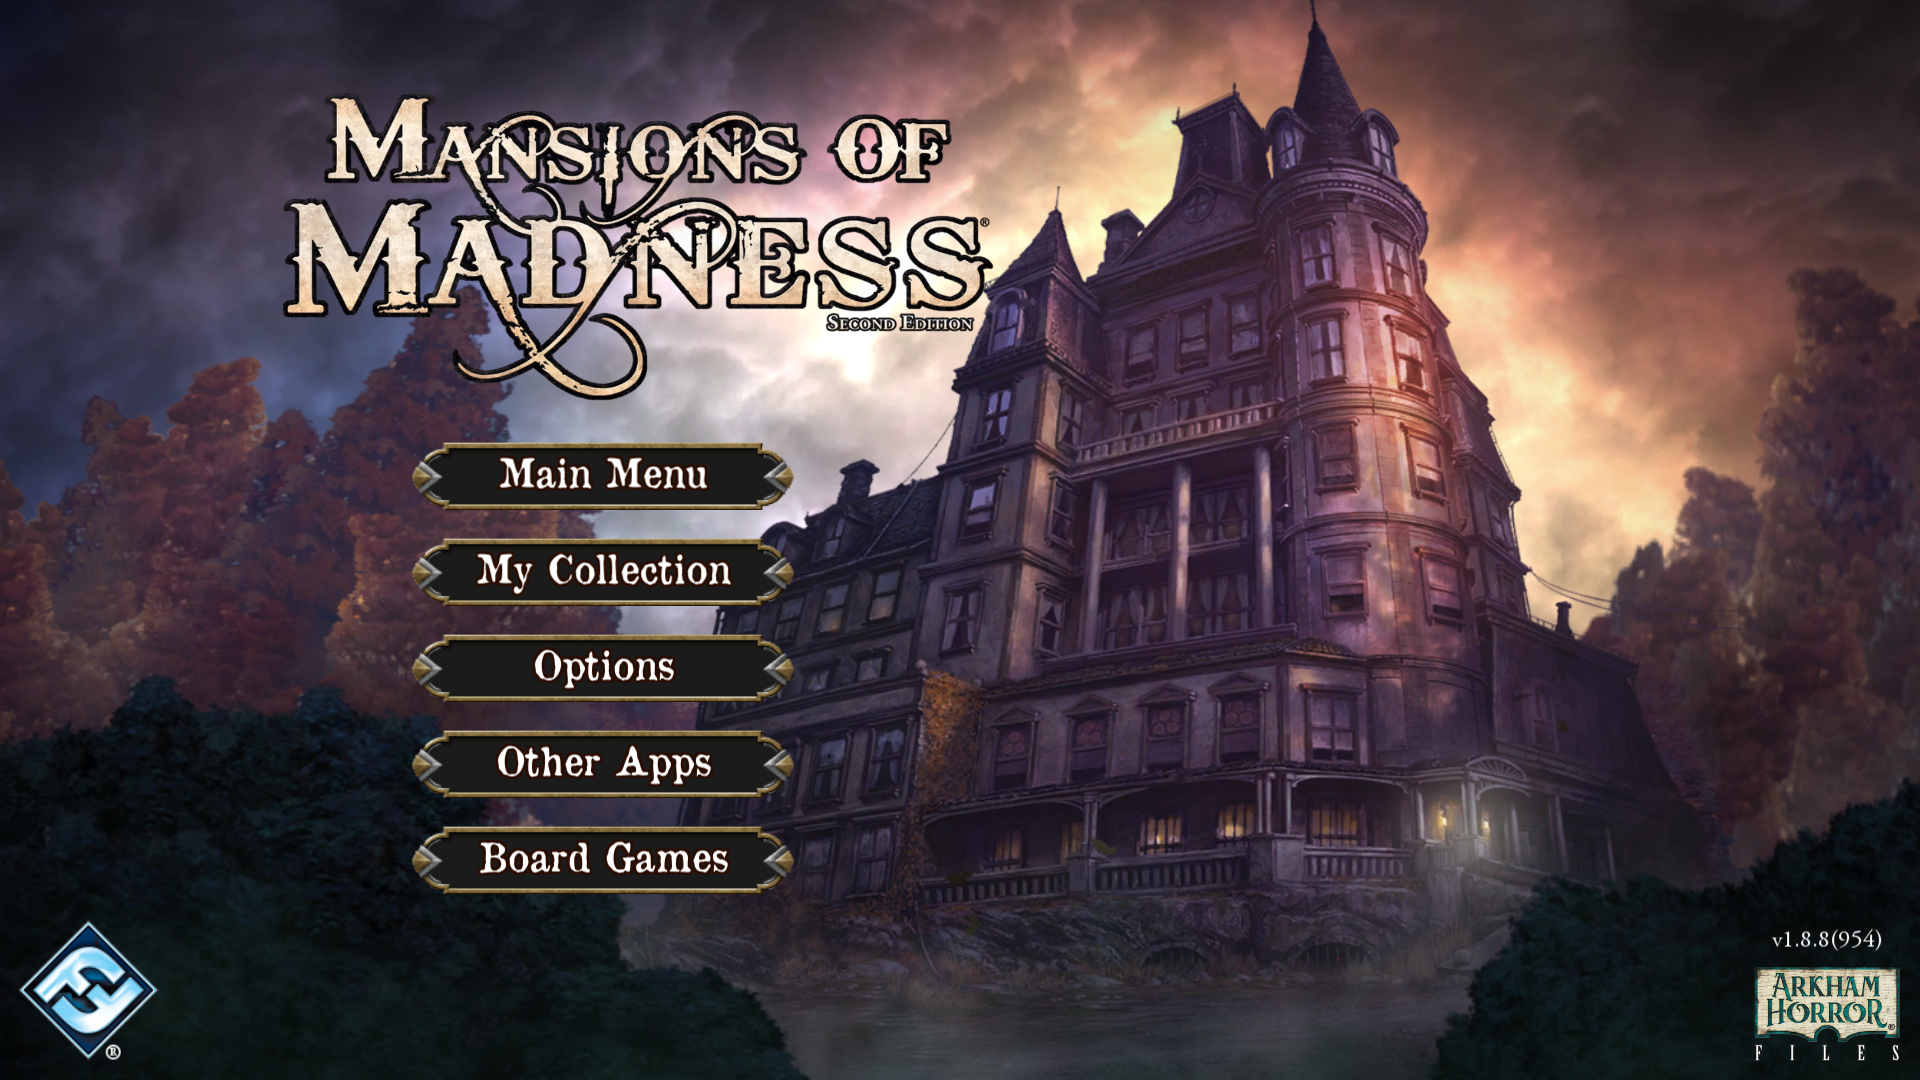 MANSIONS OF
MADNESS®
SECOND EDITION
Main Menu
My Collection
Options
Other Apps
Board Games
®
v1.8.8(954)
ARKHAM
HORROR®
FILES